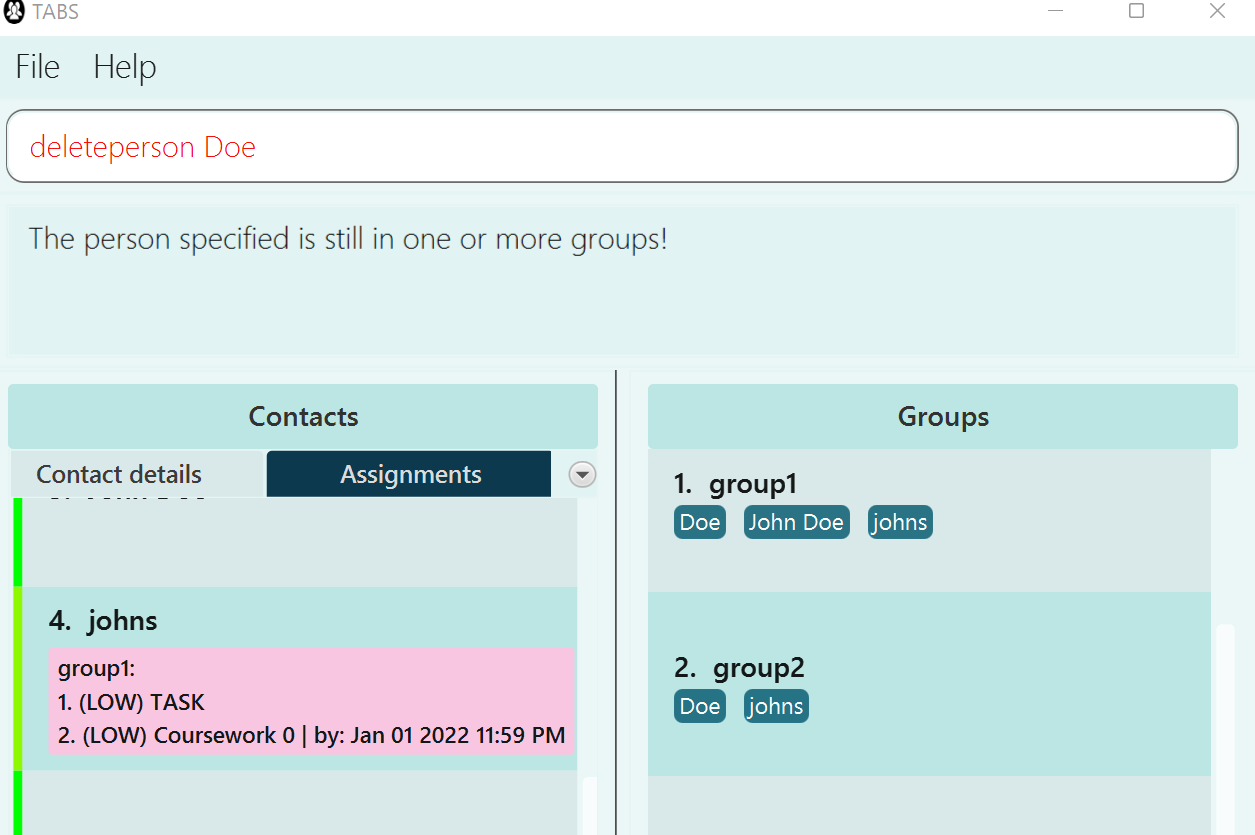 TABS
File Help
deleteperson Doe
The person specified is still in one or more groups!
Contacts
Contact details Assignments
4. johns
group1:
1. (LOW) TASK
2. (LOW) Coursework 0 | by: Jan 01 2022 11:59 PM
Groups
1. group1
Doe John Doe johns
2. group2
Doe johns